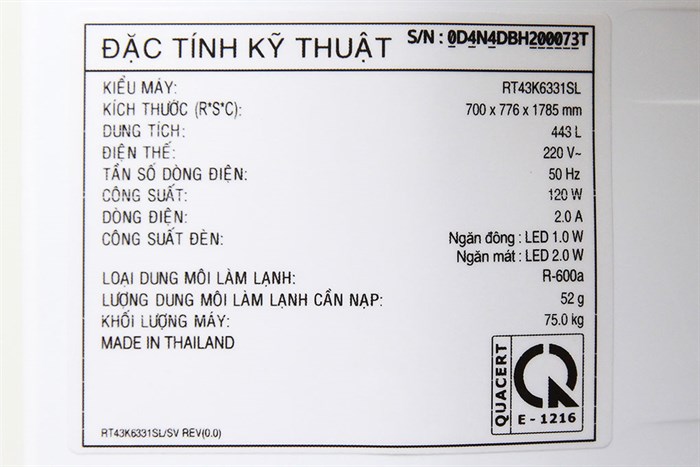 ĐẶC TÍNH KỸ THUẬT S/N : 0D4N4DBH200073T
KIỂU MÁY: RT43K6331SL
KÍCH THƯỚC (R*S*C): 700 x 776 x 1785 mm
DUNG TÍCH: 443 L
ĐIỆN THẾ: 220 V~
TẦN SỐ DÒNG ĐIỆN: 50 Hz
CÔNG SUẤT: 120 W
DÒNG ĐIỆN: 2.0 A
CÔNG SUẤT ĐÈN: Ngăn đông : LED 1.0 W
Ngăn mát : LED 2.0 W
LOẠI DUNG MÔI LÀM LẠNH: R-600a
LƯỢNG DUNG MÔI LÀM LẠNH CẦN NẠP: 52 g
KHỐI LƯỢNG MÁY: 75.0 kg
MADE IN THAILAND
QUACERT
E - 1216
RT43K6331SL/SV REV(0.0)